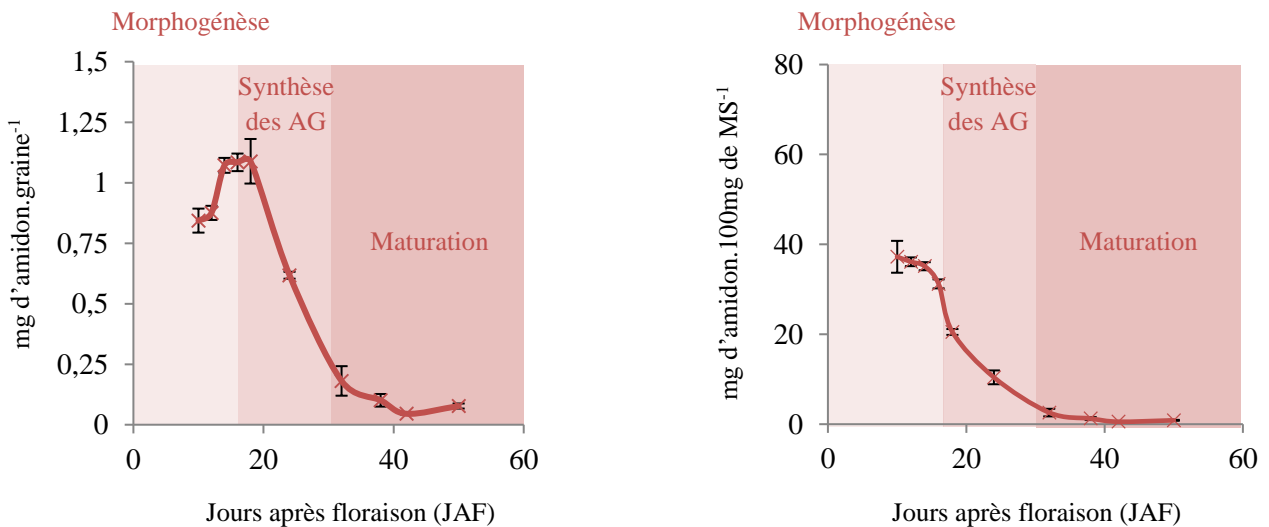 Morphogénèse
1,5
1,25
1
0,75
0,5
0,25
0
mg d’amidon.graine-1
Synthèse
des AG
Maturation
0
20
40
60
Jours après floraison (JAF)
Morphogénèse
80
60
40
20
0
mg d’amidon.100mg de MS-1
Synthèse
des AG
Maturation
0
20
40
60
Jours après floraison (JAF)